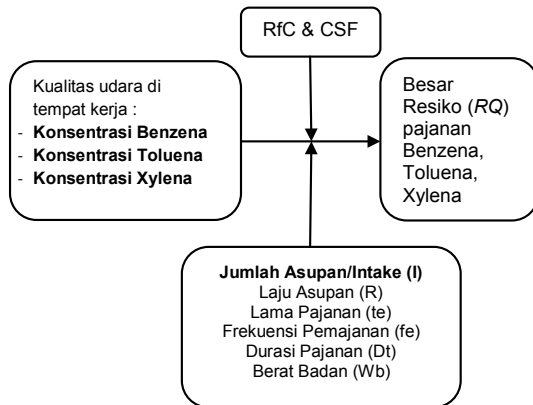 RfC & CSF
Kualitas udara di
tempat kerja :
- Konsentrasi Benzena
- Konsentrasi Toluena
- Konsentrasi Xylena
Besar
Resiko (RQ)
pajanan
Benzena,
Toluena,
Xylena
Jumlah Asupan/Intake (I)
Laju Asupan (R)
Lama Pajanan (te)
Frekuensi Pemajanan (fe)
Durasi Pajanan (Dt)
Berat Badan (Wb)